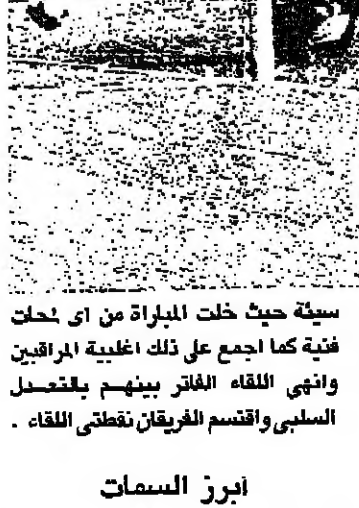 سيئة حيث خلت المباراة من اى لمحات
فنية كما اجمع على ذلك اغلبية المراقبين
وانهى اللقاء الفاتر بينهم بالتعدل
السلبى واقتسم الفريقان نقطتى اللقاء .
ابرز السمات